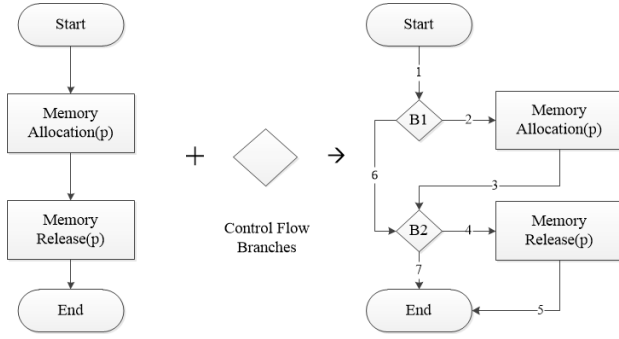 Start
Memory
Allocation(p)
Memory
Release(p)
End
+
Control Flow
Branches
Start
1
B1
2
Memory
Allocation(p)
6
3
B2
4
Memory
Release(p)
7
End
5